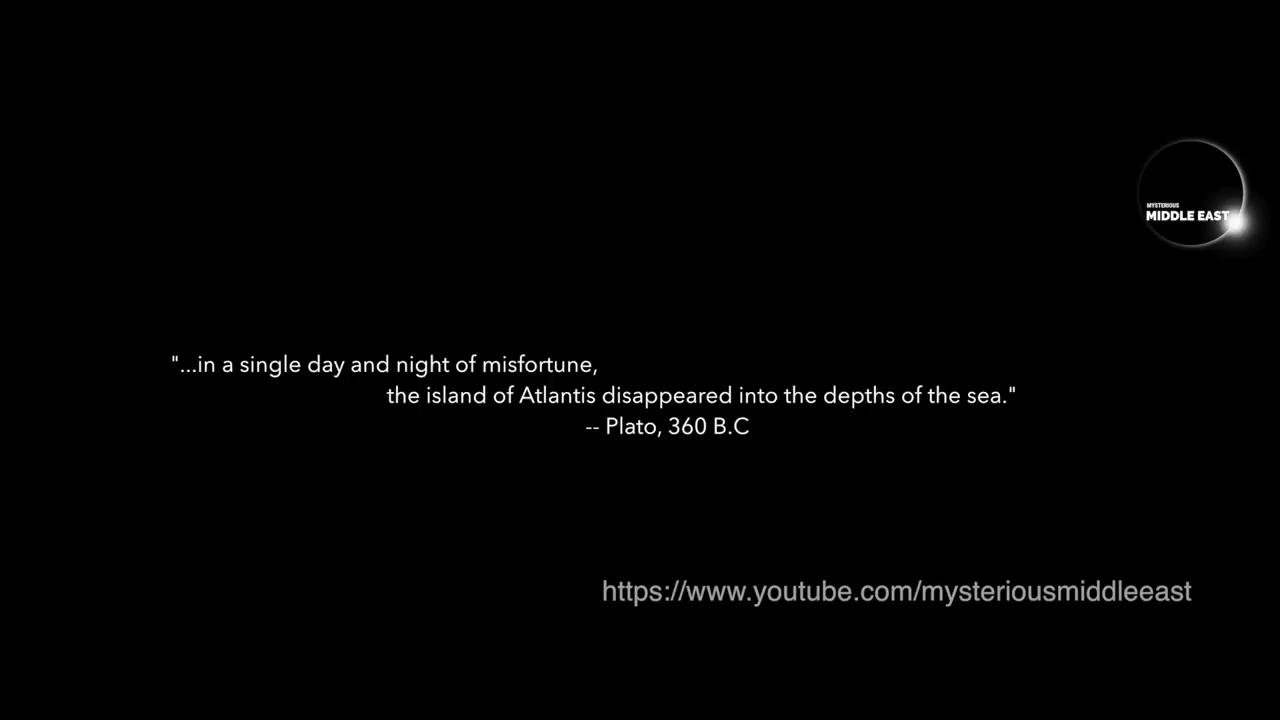 MYSTERIOUS
MIDDLE EAST
"...in a single day and night of misfortune,
the island of Atlantis disappeared into the depths of the sea."
-- Plato, 360 B.C
https://www.youtube.com/mysteriousmiddleeast